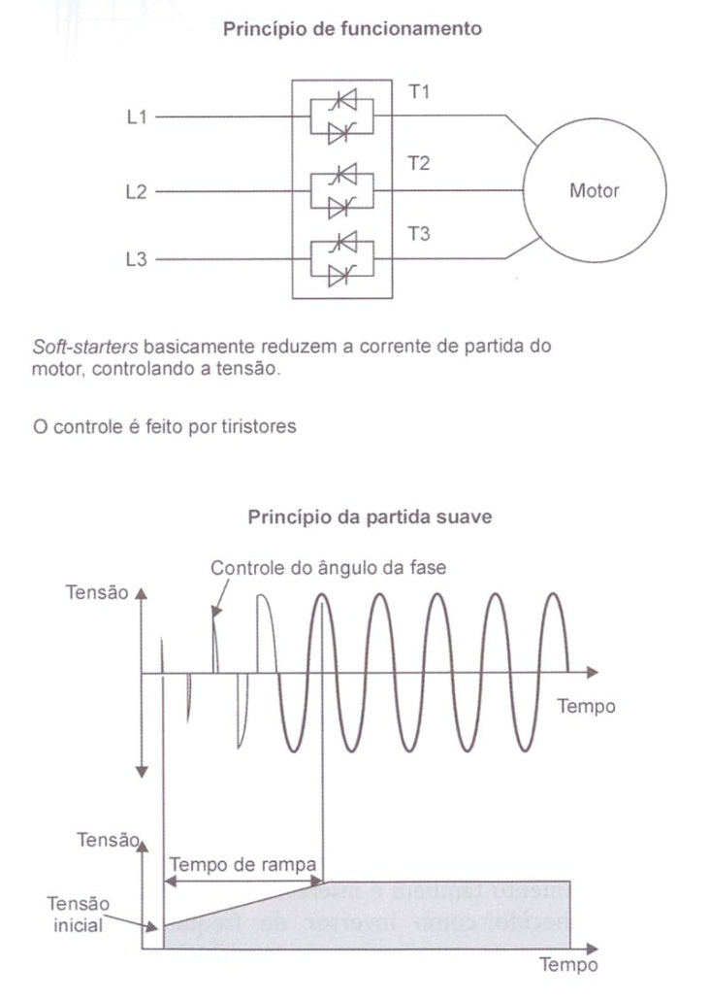 Princípio de funcionamento
T1
L1
T2
L2
Motor
T3
L3
Soft-starters basicamente reduzem a corrente de partida do
motor, controlando a tensão.
O controle é feito por tiristores
Princípio da partida suave
Controle do ângulo da fase
Tensão
Tempo
Tensão
Tempo de rampa
Tensão
inicial
Tempo